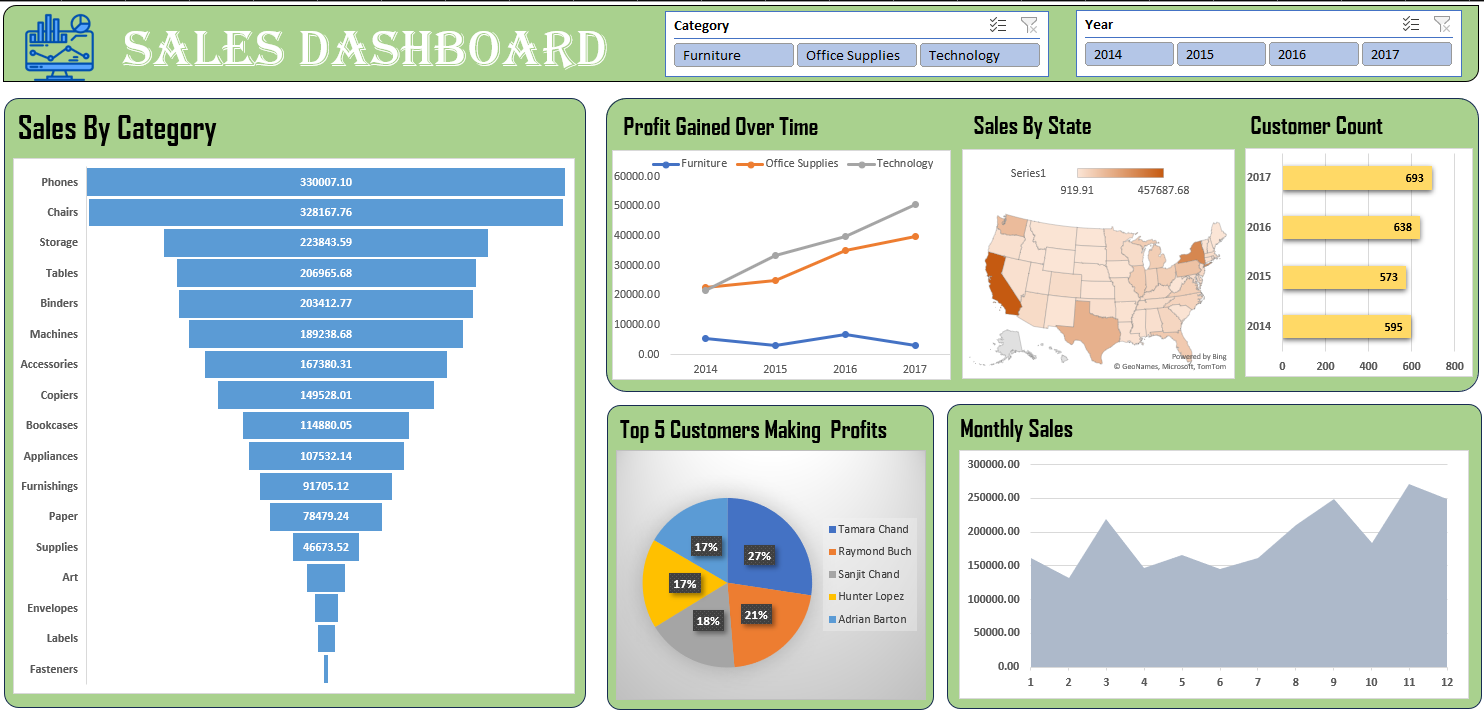 SALES DASHBOARD
Category
Furniture Office Supplies Technology
Year
2014 2015 2016 2017
Sales By Category
Phones 330007.10
Chairs 328167.76
Storage 223843.59
Tables 206965.68
Binders 203412.77
Machines 189238.68
Accessories 167380.31
Copiers 149528.01
Bookcases 114880.05
Appliances 107532.14
Furnishings 91705.12
Paper 78479.24
Supplies 46673.52
Art
Envelopes
Labels
Fasteners
Profit Gained Over Time
Furniture Office Supplies Technology
60000.00
50000.00
40000.00
30000.00
20000.00
10000.00
0.00
2014 2015 2016 2017
Sales By State
Series1
919.91 457687.68
Powered by Bing
© GeoNames, Microsoft, TomTom
Customer Count
2017 693
2016 638
2015 573
2014 595
0 200 400 600 800
Top 5 Customers Making Profits
27%
21%
18%
17%
17%
Tamara Chand
Raymond Buch
Sanjit Chand
Hunter Lopez
Adrian Barton
Monthly Sales
300000.00
250000.00
200000.00
150000.00
100000.00
50000.00
0.00
1 2 3 4 5 6 7 8 9 10 11 12